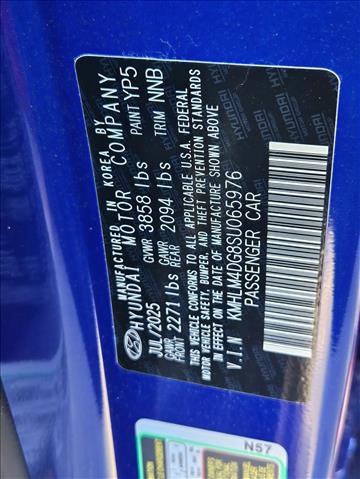 MANUFACTURED IN KOREA BY
HYUNDAI MOTOR COMPANY
PAINT YP5
JUL/2025 GVWR 3858 lbs TRIM NNB
GAWR FRONT 2271 lbs GAWR REAR 2094 lbs
THIS VEHICLE CONFORMS TO ALL APPLICABLE U.S.A. FEDERAL
MOTOR VEHICLE SAFETY, BUMPER, AND THEFT PREVENTION STANDARDS
IN EFFECT ON THE DATE OF MANUFACTURE SHOWN ABOVE
V.I.N KMHLM4DG8SU065976
PASSENGER CAR
N57